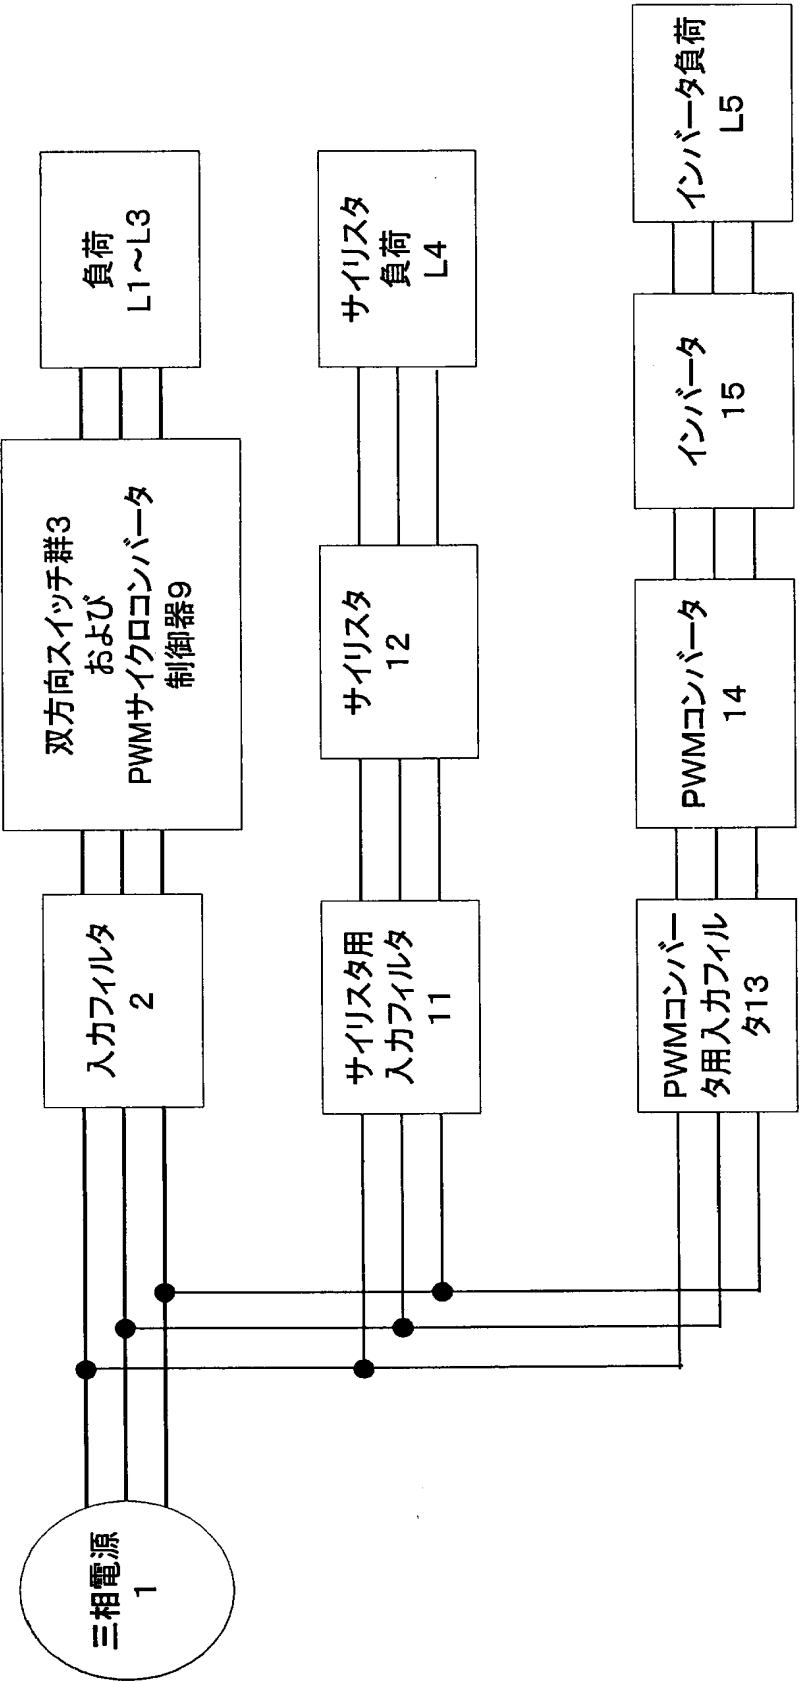 三相電源
1
入力フィルタ
2
双方向スイッチ群3
および
PWMサイクロコンバータ
制御器9
負荷
L1～L3
サイリスタ用
入力フィルタ
11
サイリスタ
12
サイリスタ
負荷
L4
PWMコンバー
タ用入力フィル
タ13
PWMコンバータ
14
インバータ
15
インバータ負荷
L5